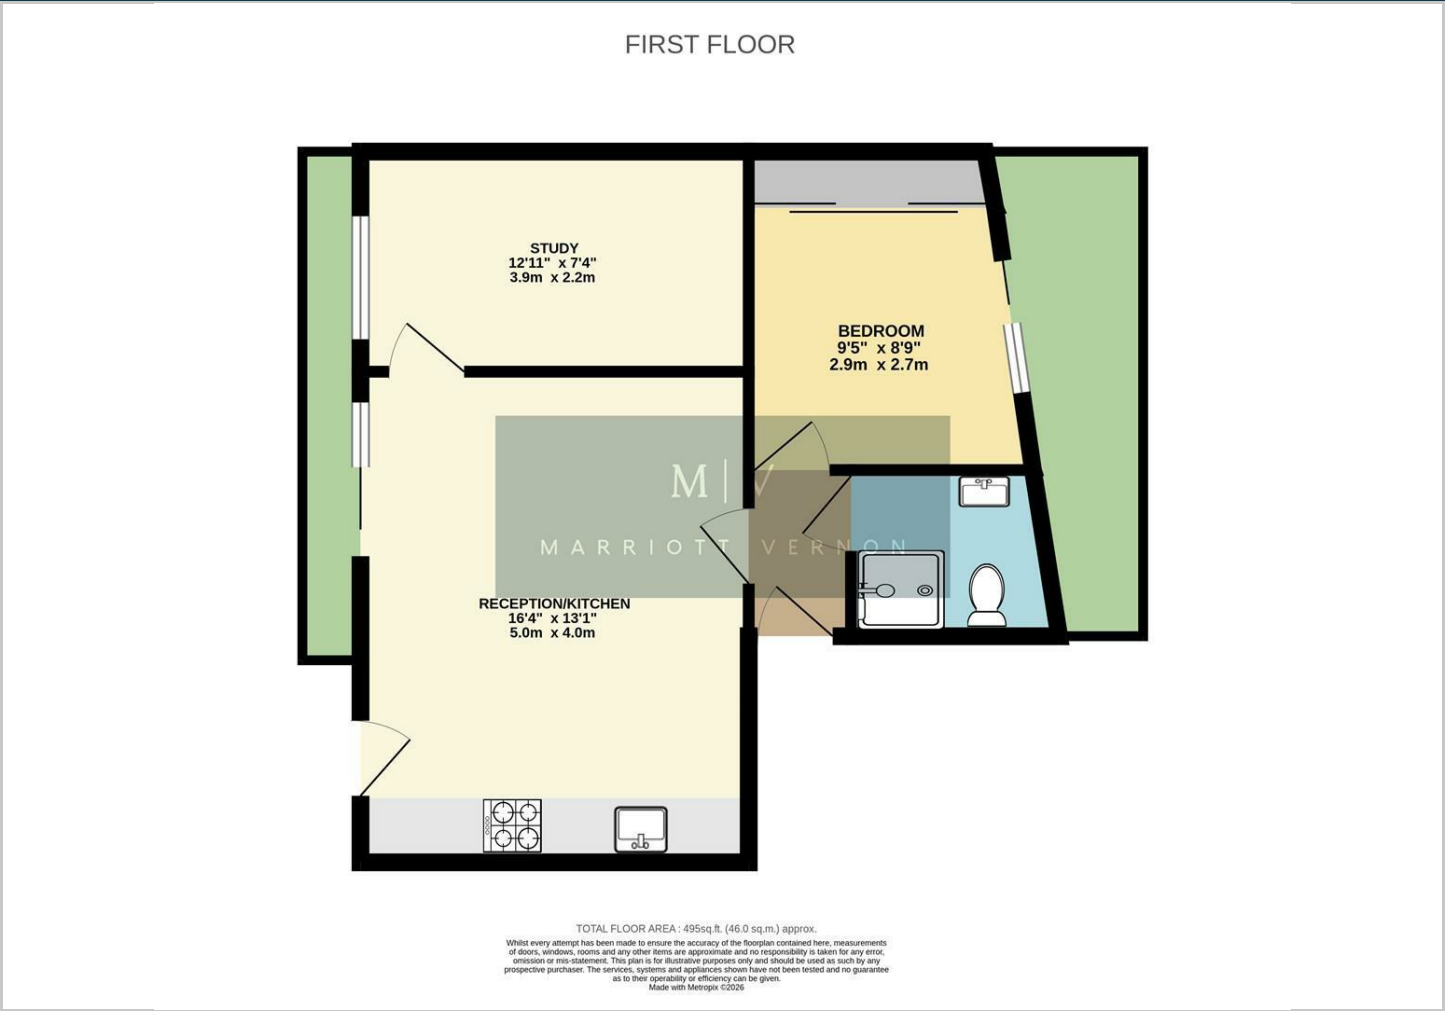 FIRST FLOOR
STUDY
12'11" x 7'4"
3.9m x 2.2m
BEDROOM
9'5" x 8'9"
2.9m x 2.7m
M | V
MARRIOTT VERNON
RECEPTION/KITCHEN
16'4" x 13'1"
5.0m x 4.0m
TOTAL FLOOR AREA : 495sq.ft. (46.0 sq.m.) approx.
Whilst every attempt has been made to ensure the accuracy of the floorplan contained here, measurements
of doors, windows, rooms and any other items are approximate and no responsibility is taken for any error,
omission or mis-statement. This plan is for illustrative purposes only and should be used as such by any
prospective purchaser. The services, systems and appliances shown have not been tested and no guarantee
as to their operability or efficiency can be given.
Made with Metropix ©2026